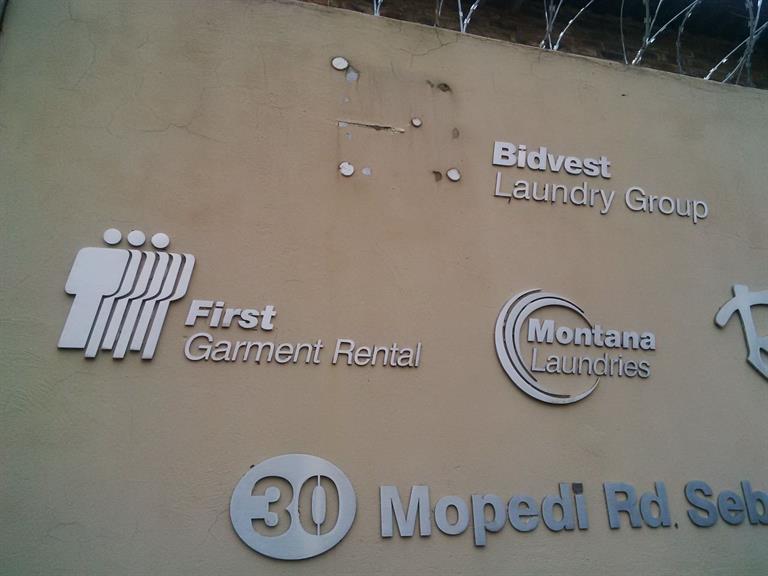 Bidvest
Laundry Group
First
Garment Rental
Montana
Laundries
30 Mopedi Rd. Seb